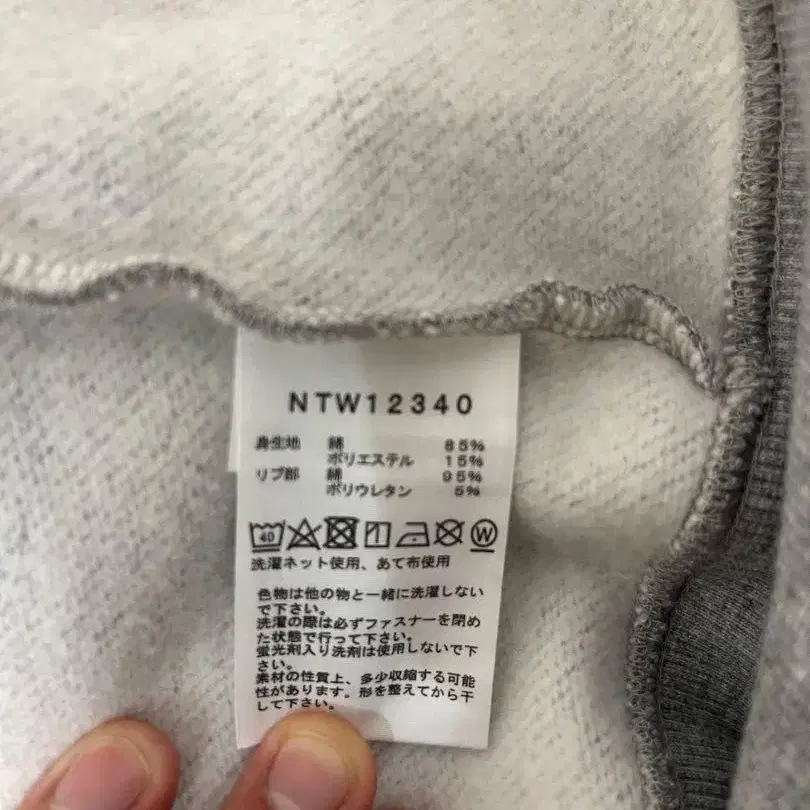 NTW12340
身生地 綿 85%
ポリエステル 15%
リブ部 綿 95%
ポリウレタン 5%
40 W
洗濯ネット使用、あて布使用
色物は他の物と一緒に洗濯しない
で下さい。
洗濯の際は必ずファスナーを閉め
た状態で行って下さい。
蛍光剤入り洗剤は使用しないで下
さい。
素材の性質上、多少収縮する可能
性があります。形を整えてから干
して下さい。